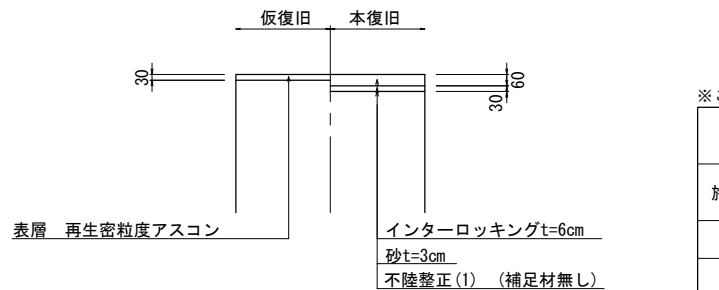 仮復旧 本復旧
30
60
30
※
表層 再生密粒度アスコン
インターロッキングt=6cm
砂t=3cm
不陸整正(1) (補足材無し)